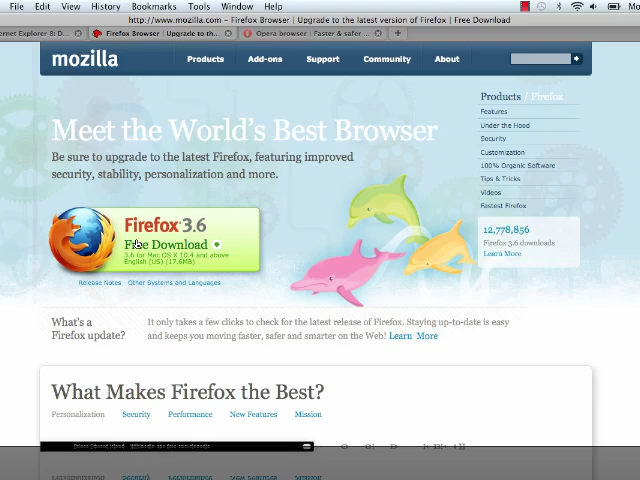 File Edit View History Bookmarks Tools Window Help
http://www.mozilla.com - Firefox Browser | Upgrade to the latest version of Firefox | Free Download
ernet Explorer 8: D... Firefox Browser | Upgrade to th... Opera browser | Faster & safer ...
mozilla Products Add-ons Support Community About
Products / Firefox
Features
Under the Hood
Security
Customization
100% Organic Software
Tips & Tricks
Videos
Fastest Firefox
Meet the World's Best Browser
Be sure to upgrade to the latest Firefox, featuring improved
security, stability, personalization and more.
Firefox 3.6
Free Download
3.6 for Mac OS X 10.4 and above
English (US) (17.6MB)
Release Notes - Other Systems and Languages
12,778,856
Firefox 3.6 downloads
Learn More
What's a
Firefox update?
It only takes a few clicks to check for the latest release of Firefox. Staying up-to-date is easy
and keeps you moving faster, safer and smarter on the Web! Learn More
What Makes Firefox the Best?
Personalization Security Performance New Features Mission